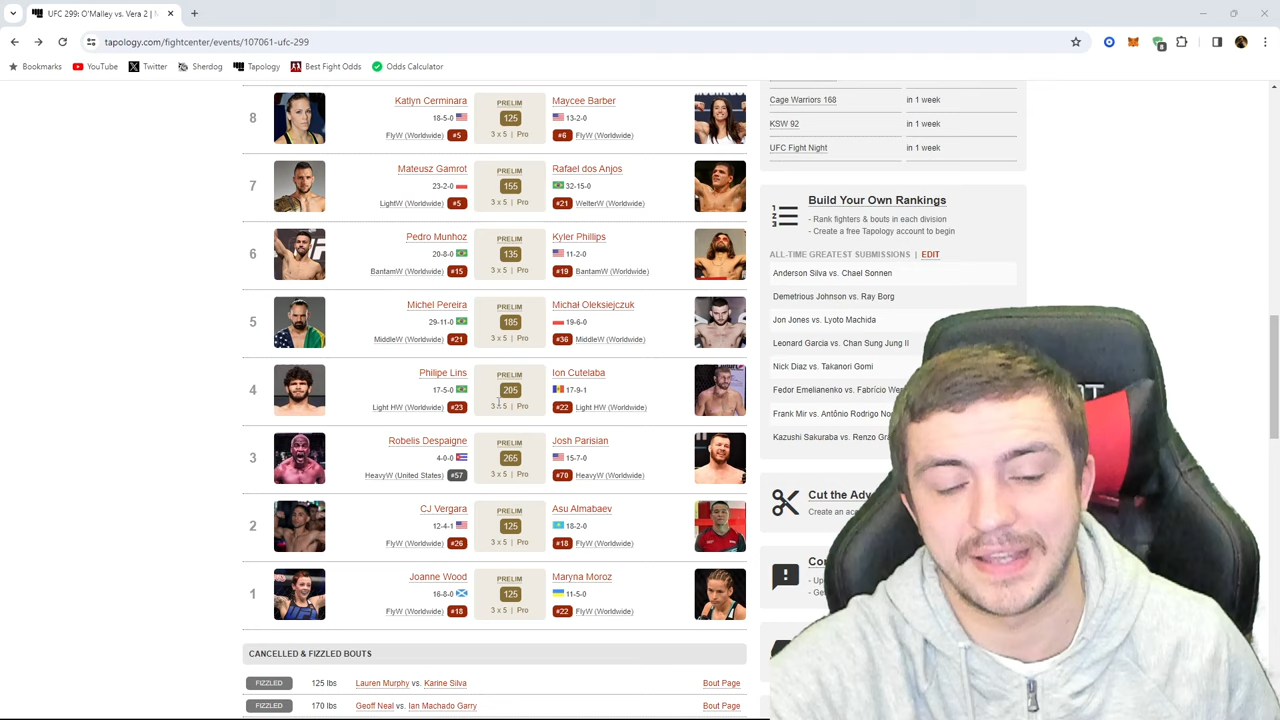 UFC 299: O'Malley vs. Vera 2 |
tapology.com/fightcenter/events/107061-ufc-299
Bookmarks YouTube Twitter Sherdog Tapology Best Fight Odds Odds Calculator
8 Katlyn Cerminara PRELIM Maycee Barber
18-5-0 125 13-2-0
FlyW (Worldwide) #5 3 x 5 | Pro #6 FlyW (Worldwide)
7 Mateusz Gamrot PRELIM Rafael dos Anjos
23-2-0 155 32-15-0
LightW (Worldwide) #5 3 x 5 | Pro #21 WelterW (Worldwide)
6 Pedro Munhoz PRELIM Kyler Phillips
20-8-0 135 11-2-0
BantamW (Worldwide) #15 3 x 5 | Pro #19 BantamW (Worldwide)
5 Michel Pereira PRELIM Michał Oleksiejczuk
29-11-0 185 19-6-0
MiddleW (Worldwide) #21 3 x 5 | Pro #36 MiddleW (Worldwide)
4 Philipe Lins PRELIM Ion Cutelaba
17-5-0 205 17-9-1
Light HW (Worldwide) #23 3 x 5 | Pro #22 Light HW (Worldwide)
3 Robelis Despaigne PRELIM Josh Parisian
4-0-0 265 15-7-0
HeavyW (United States) #57 3 x 5 | Pro #70 HeavyW (Worldwide)
2 CJ Vergara PRELIM Asu Almabaev
12-4-1 125 18-2-0
FlyW (Worldwide) #26 3 x 5 | Pro #18 FlyW (Worldwide)
1 Joanne Wood PRELIM Maryna Moroz
16-8-0 125 11-5-0
FlyW (Worldwide) #18 3 x 5 | Pro #22 FlyW (Worldwide)
CANCELLED & FIZZLED BOUTS
FIZZLED 125 lbs Lauren Murphy vs. Karine Silva Bout Page
FIZZLED 170 lbs Geoff Neal vs. Ian Machado Garry Bout Page
Cage Warriors 168 in 1 week
KSW 92 in 1 week
UFC Fight Night in 1 week
Build Your Own Rankings
- Rank fighters & bouts in each division
- Create a free Tapology account to begin
ALL-TIME GREATEST SUBMISSIONS | EDIT
Anderson Silva vs. Chael Sonnen
Demetrious Johnson vs. Ray Borg
Jon Jones vs. Lyoto Machida
Leonard Garcia vs. Chan Sung Jung II
Nick Diaz vs. Takanori Gomi
Fedor Emelianenko vs. Fabrício
Frank Mir vs. Antônio Rodrigo
Kazushi Sakuraba vs. Renzo
Cut the
Create an